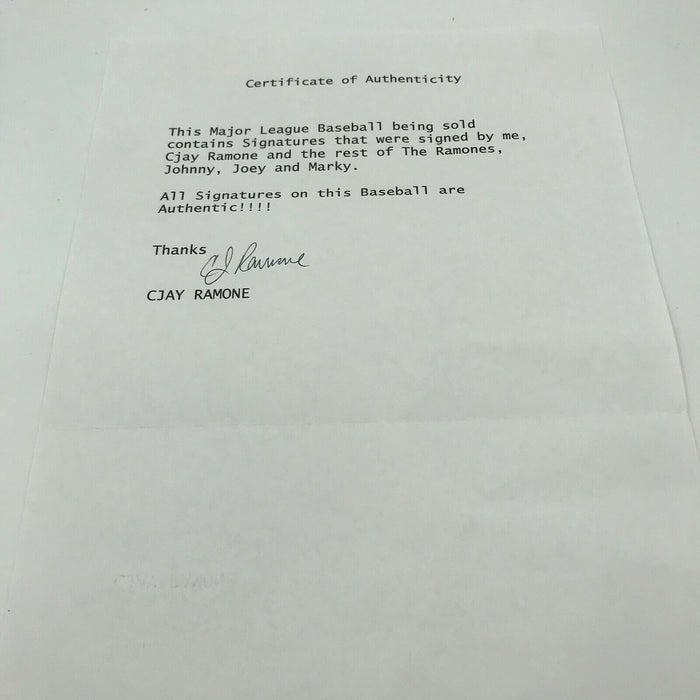 Certificate of Authenticity
This Major League Baseball being sold
contains Signatures that were signed by me,
Cjay Ramone and the rest of The Ramones,
Johnny, Joey and Marky.
All Signatures on this Baseball are
Authentic!!!!
Thanks
CJ Ramone
CJAY RAMONE